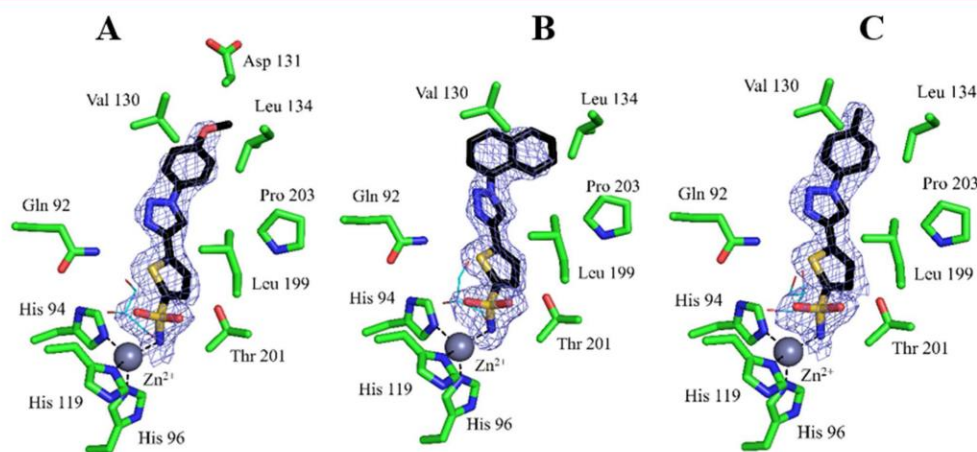 A
Asp 131
Val 130
Leu 134
Gln 92
Pro 203
Leu 199
His 94
Thr 201
Zn²⁺
His 119
His 96
B
Val 130
Leu 134
Gln 92
Pro 203
Leu 199
His 94
Thr 201
Zn²⁺
His 119
His 96
C
Val 130
Leu 134
Gln 92
Pro 203
Leu 199
His 94
Thr 201
Zn²⁺
His 119
His 96